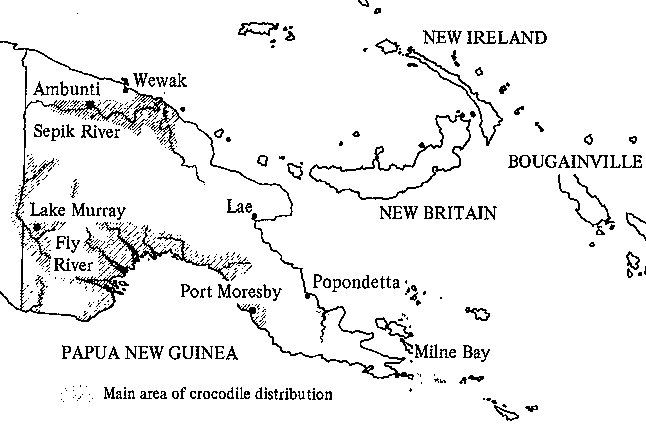 NEW IRELAND
Wewak
Ambunti
Sepik River
BOUGAINVILLE
Lake Murray
Lae
NEW BRITAIN
Fly
River
Popondetta
Port Moresby
PAPUA NEW GUINEA
Milne Bay
Main area of crocodile distribution